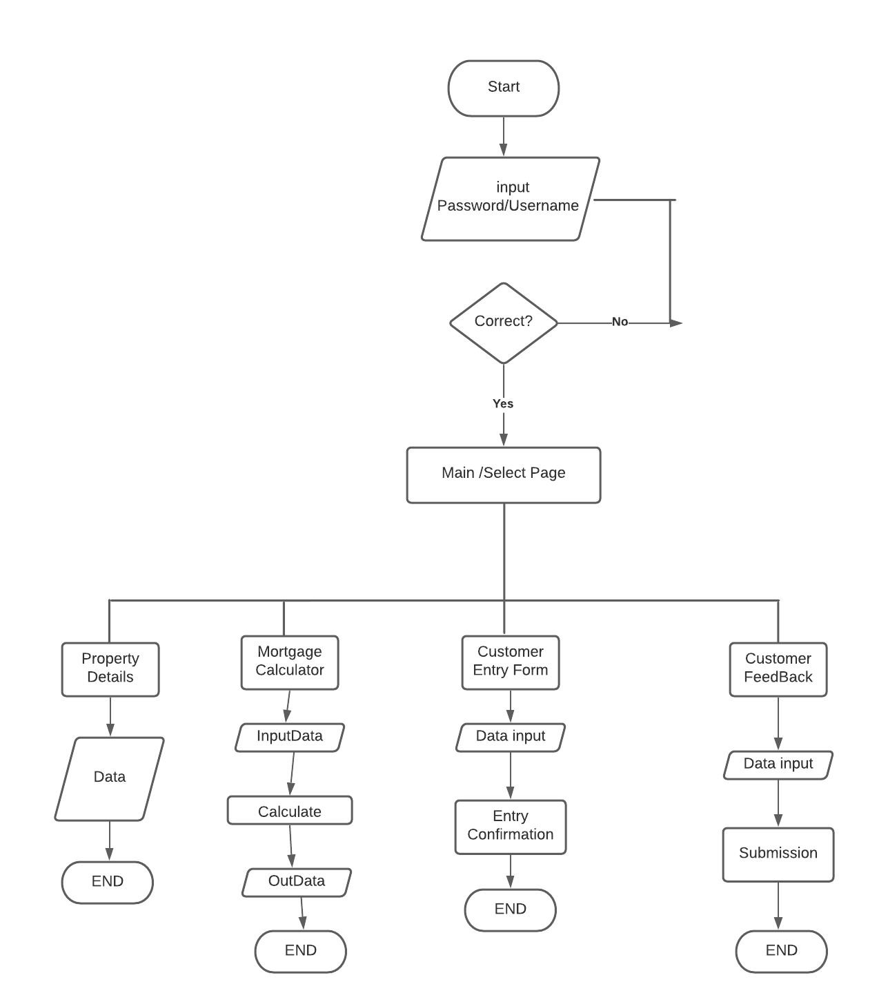 Start
input
Password/Username
Correct?
No
Yes
Main /Select Page
Property
Details
Data
END
Mortgage
Calculator
InputData
Calculate
OutData
END
Customer
Entry Form
Data input
Entry
Confirmation
END
Customer
FeedBack
Data input
Submission
END